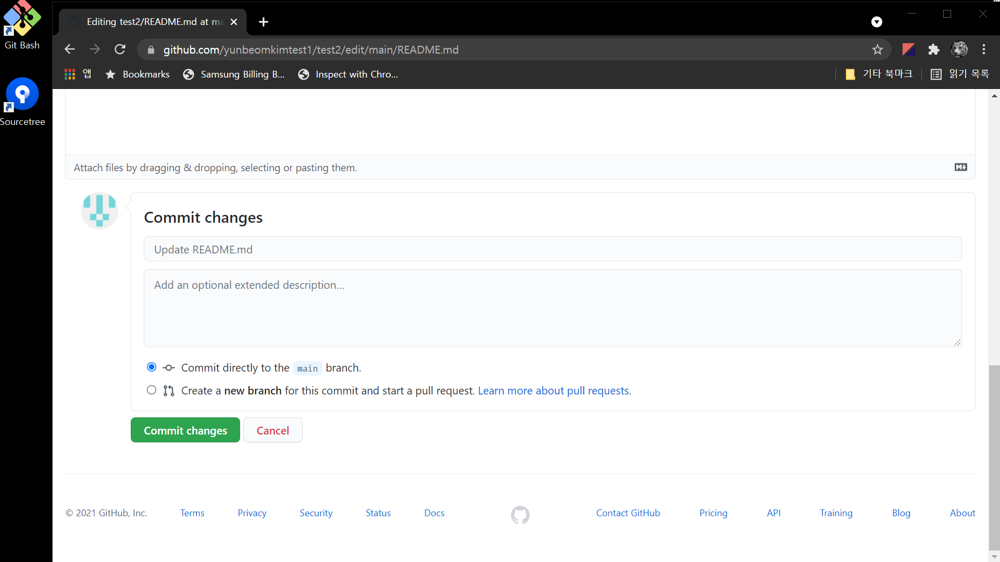 Git Bash
Sourcetree
Editing test2/README.md at ma
github.com/yunbeomkimtest1/test2/edit/main/README.md
앱
Bookmarks
Samsung Billing B...
Inspect with Chro...
기타 북마크
읽기 목록
Attach files by dragging & dropping, selecting or pasting them.
Commit changes
Update README.md
Add an optional extended description...
Commit directly to the main branch.
Create a new branch for this commit and start a pull request. Learn more about pull requests.
Commit changes
Cancel
© 2021 GitHub, Inc.
Terms
Privacy
Security
Status
Docs
Contact GitHub
Pricing
API
Training
Blog
About